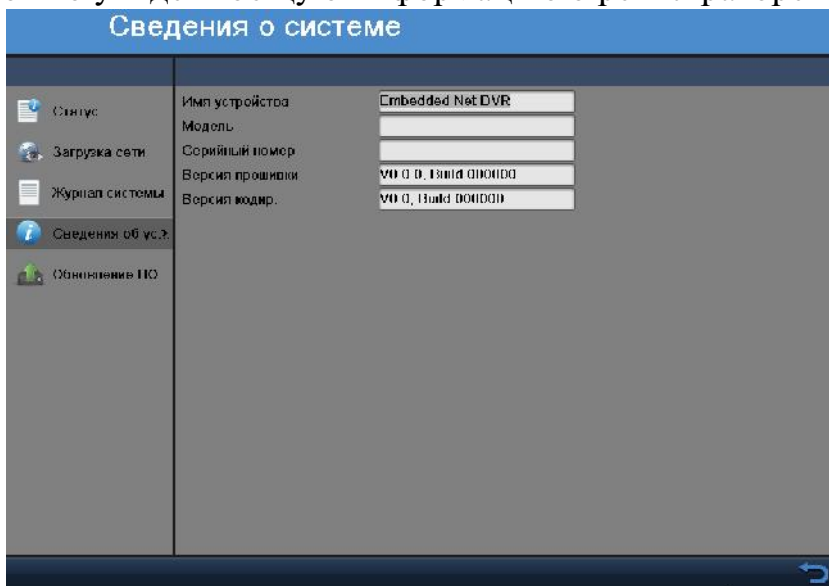 Сведения о системе
Статус
Загрузка сети
Журнал системы
Сведения об ус.>
Обновление ПО
Имя устройства Embedded Net DVR
Модель
Серийный номер
Версия прошивки V0.0.0, Build 000000
Версия кодир. V0.0, Build 000000